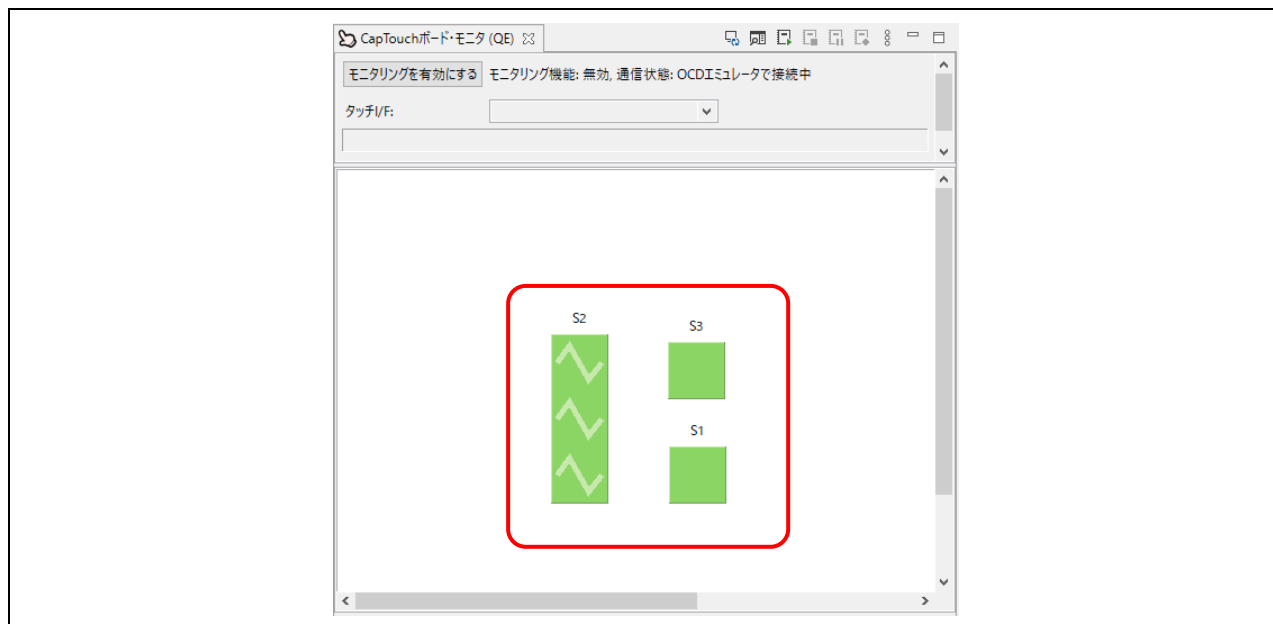 CapTouchボード・モニタ (QE)
モニタリングを有効にする モニタリング機能: 無効, 通信状態: OCDエミュレータで接続中
タッチI/F:
S2
S3
S1